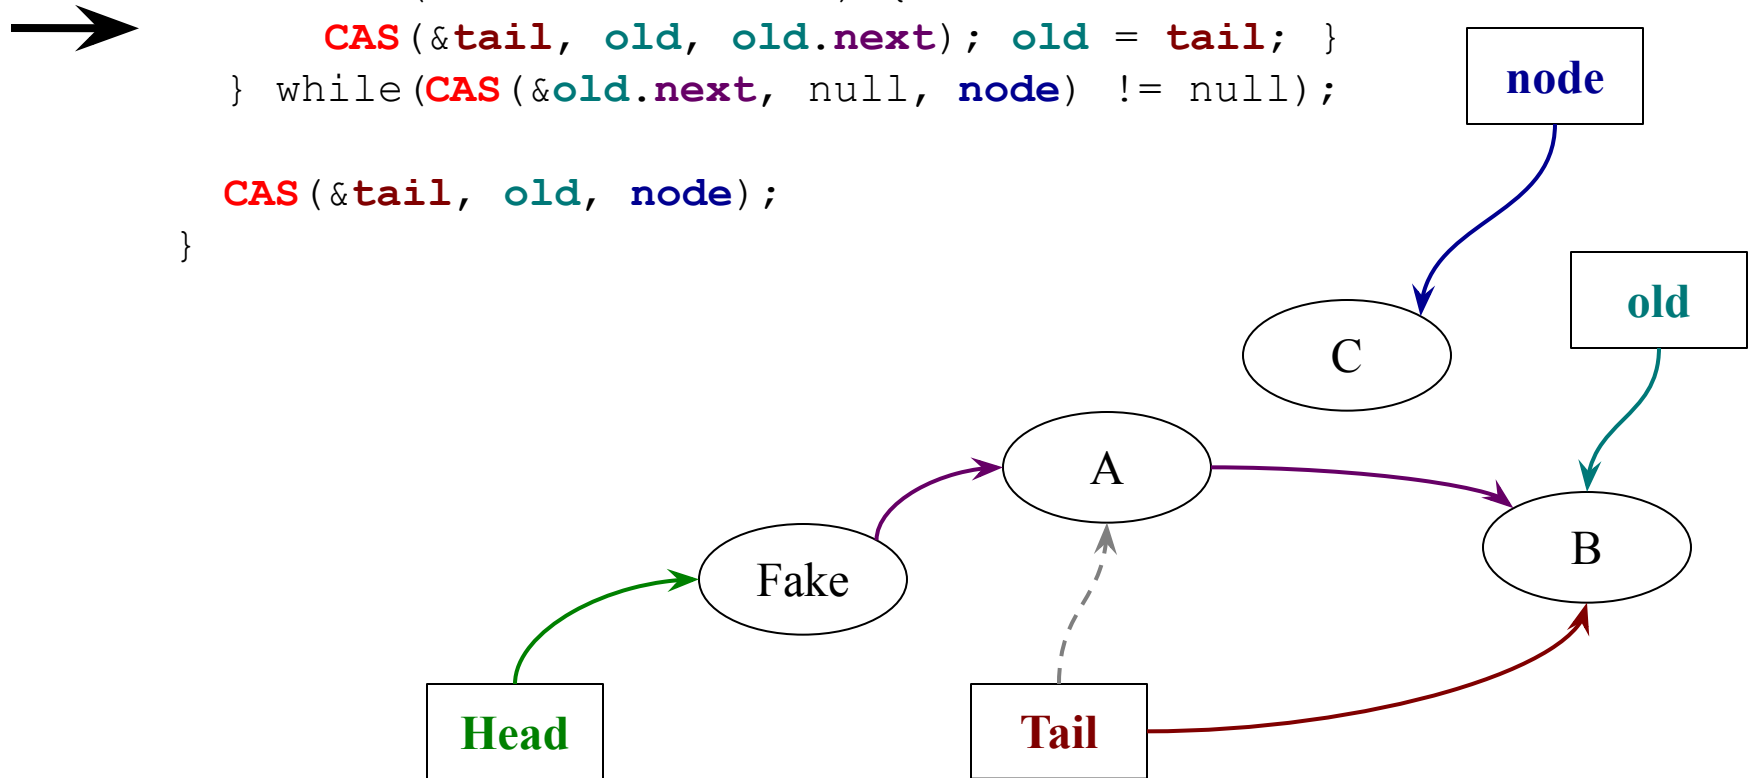 CAS(&tail, old, old.next); old = tail; }
} while(CAS(&old.next, null, node) != null);
CAS(&tail, old, node);
}
node
old
C
A
B
Fake
Head
Tail